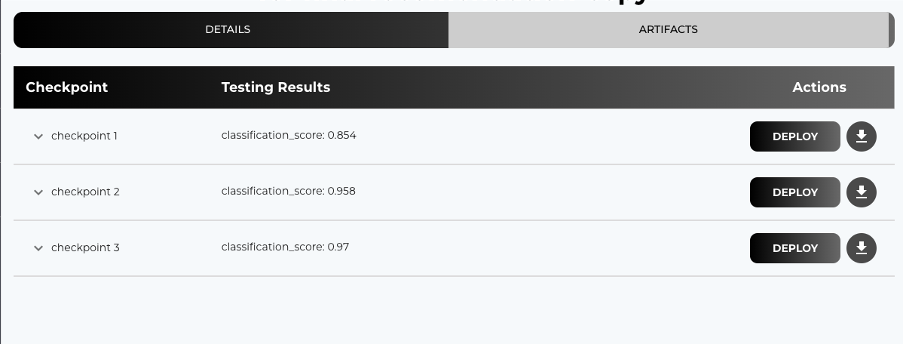 DETAILS ARTIFACTS
Checkpoint Testing Results Actions
checkpoint 1 classification_score: 0.854 DEPLOY
checkpoint 2 classification_score: 0.958 DEPLOY
checkpoint 3 classification_score: 0.97 DEPLOY